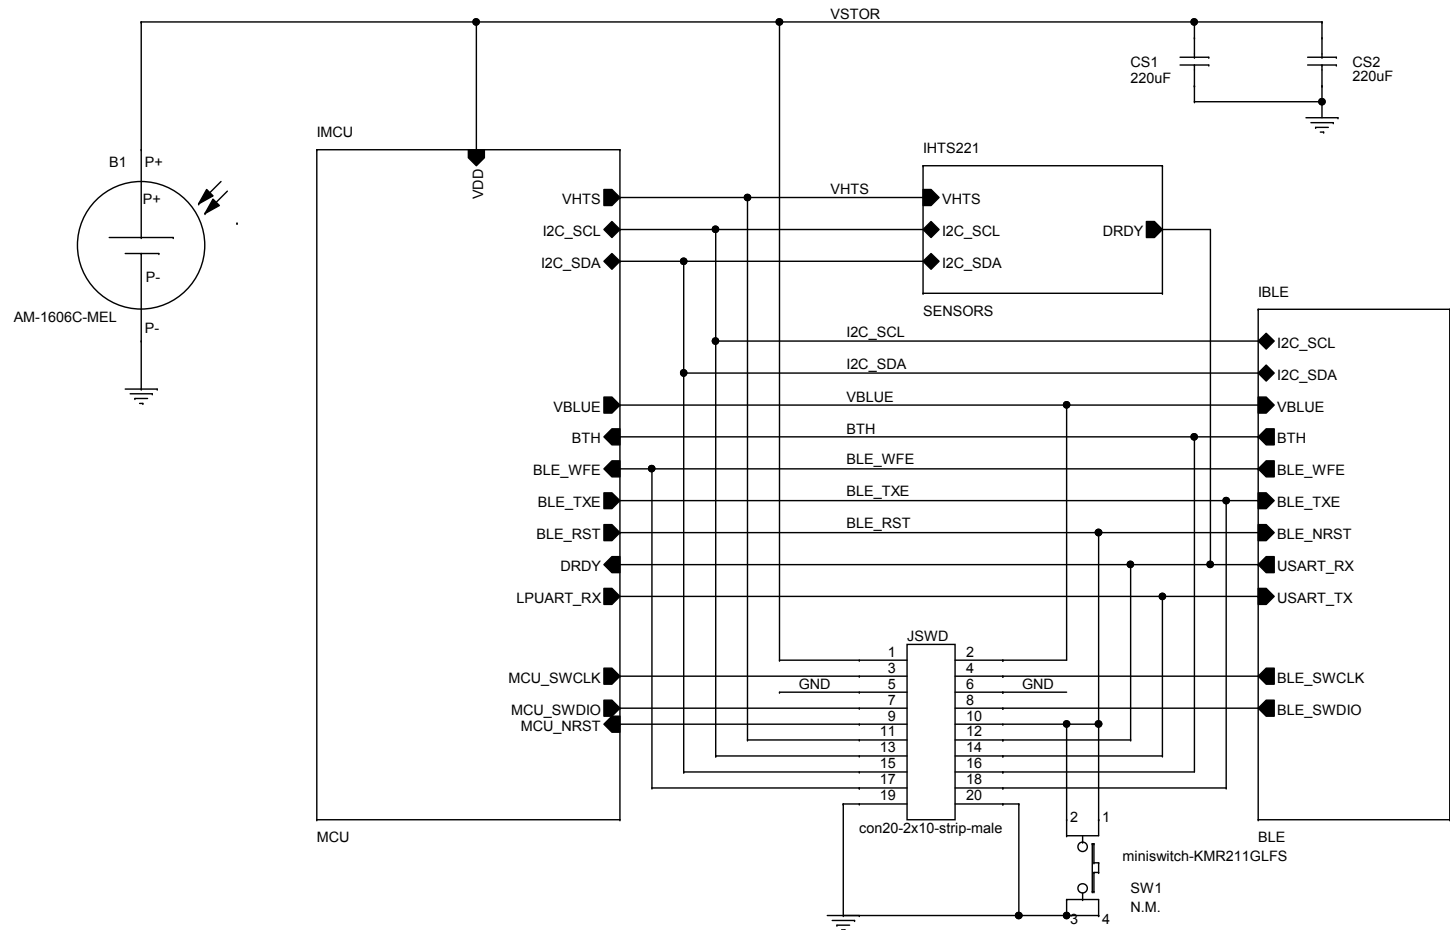 VSTOR
CS1
220uF
CS2
220uF
IMCU
B1 P+
P+
P-
P-
AM-1606C-MEL
VDD
VHTS
I2C_SCL
I2C_SDA
VBLUE
BTH
BLE_WFE
BLE_TXE
BLE_RST
DRDY
LPUART_RX
MCU_SWCLK
MCU_SWDIO
MCU_NRST
MCU
VHTS
IHTS221
VHTS
I2C_SCL
I2C_SDA
DRDY
SENSORS
I2C_SCL
I2C_SDA
VBLUE
BTH
BLE_WFE
BLE_TXE
BLE_RST
IBLE
I2C_SCL
I2C_SDA
VBLUE
BTH
BLE_WFE
BLE_TXE
BLE_NRST
USART_RX
USART_TX
BLE_SWCLK
BLE_SWDIO
BLE
JSWD
1 2
3 4
GND 5 6 GND
7 8
9 10
11 12
13 14
15 16
17 18
19 20
con20-2x10-strip-male
2 1
miniswitch-KMR211GLFS
SW1
N.M.
3 4